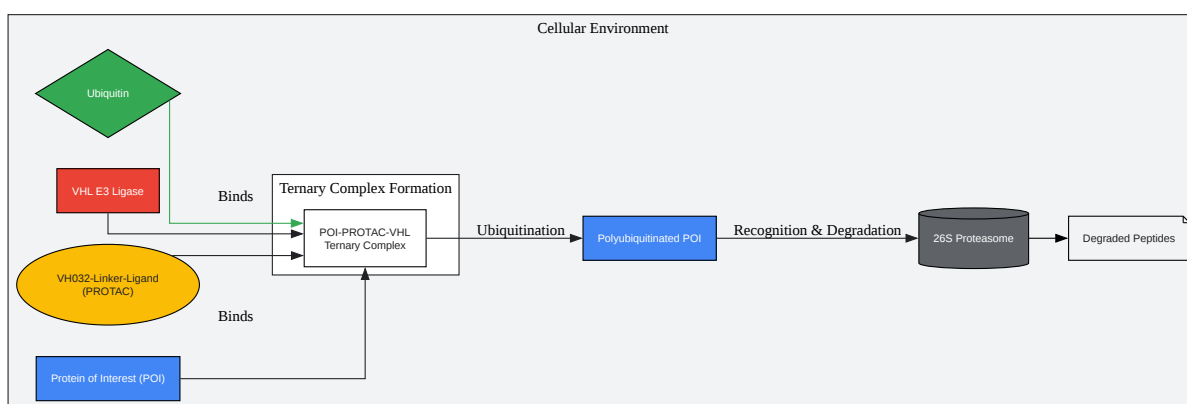 Cellular Environment
Ubiquitin
VHL E3 Ligase
Binds
Ternary Complex Formation
POI-PROTAC-VHL
Ternary Complex
Ubiquitination
Polyubiquitinated POI
Recognition & Degradation
26S Proteasome
Degraded Peptides
VH032-Linker-Ligand
(PROTAC)
Binds
Protein of Interest (POI)